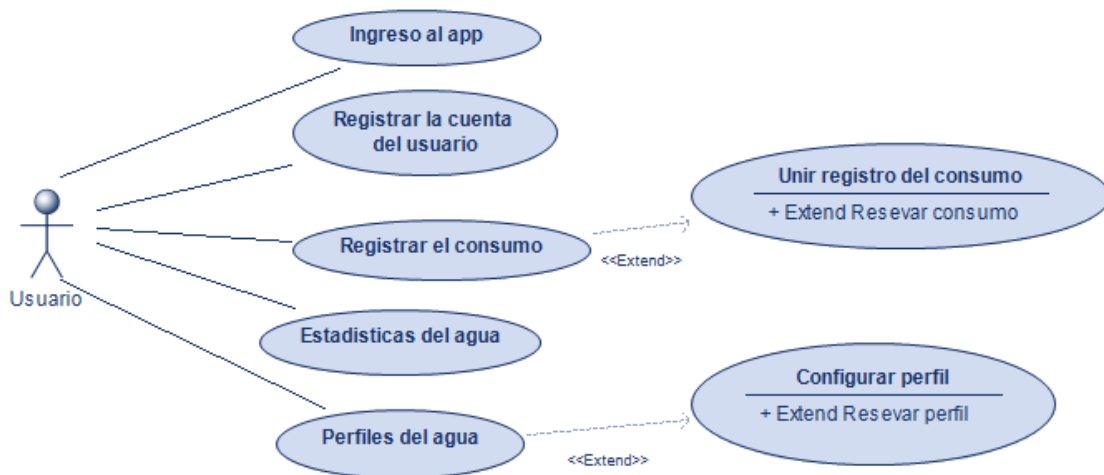 Ingreso al app
Registrar la cuenta
del usuario
Unir registro del consumo
+ Extend Resevar consumo
Registrar el consumo
<<Extend>>
Usuario
Estadisticas del agua
Configurar perfil
+ Extend Resevar perfil
Perfiles del agua
<<Extend>>